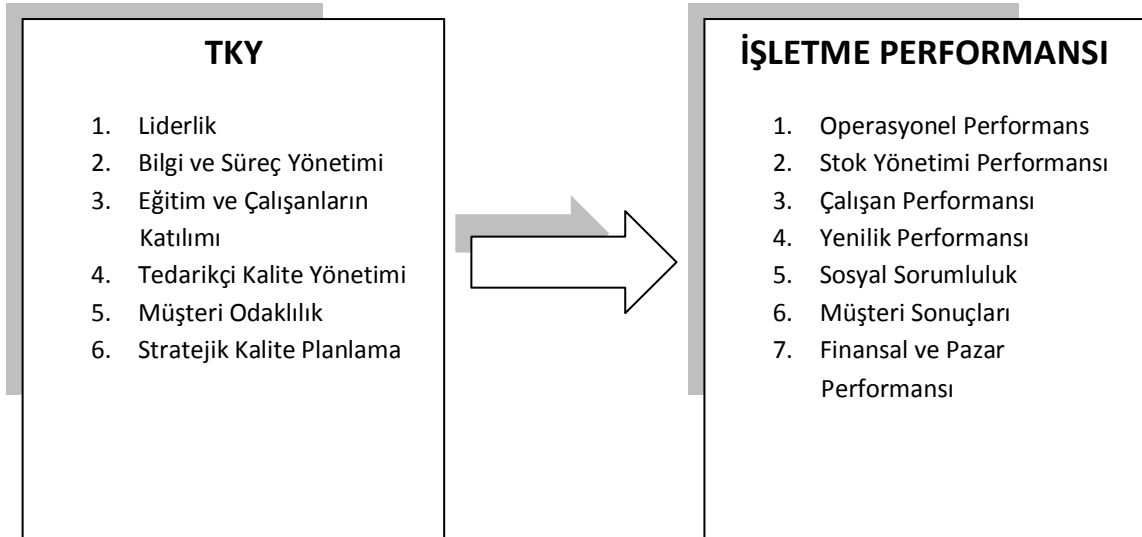 TKY
1. Liderlik
2. Bilgi ve Süreç Yönetimi
3. Eğitim ve Çalışanların
Katılımı
4. Tedarikçi Kalite Yönetimi
5. Müşteri Odaklılık
6. Stratejik Kalite Planlama
İŞLETME PERFORMANSI
1. Operasyonel Performans
2. Stok Yönetimi Performansı
3. Çalışan Performansı
4. Yenilik Performansı
5. Sosyal Sorumluluk
6. Müşteri Sonuçları
7. Finansal ve Pazar
Performansı